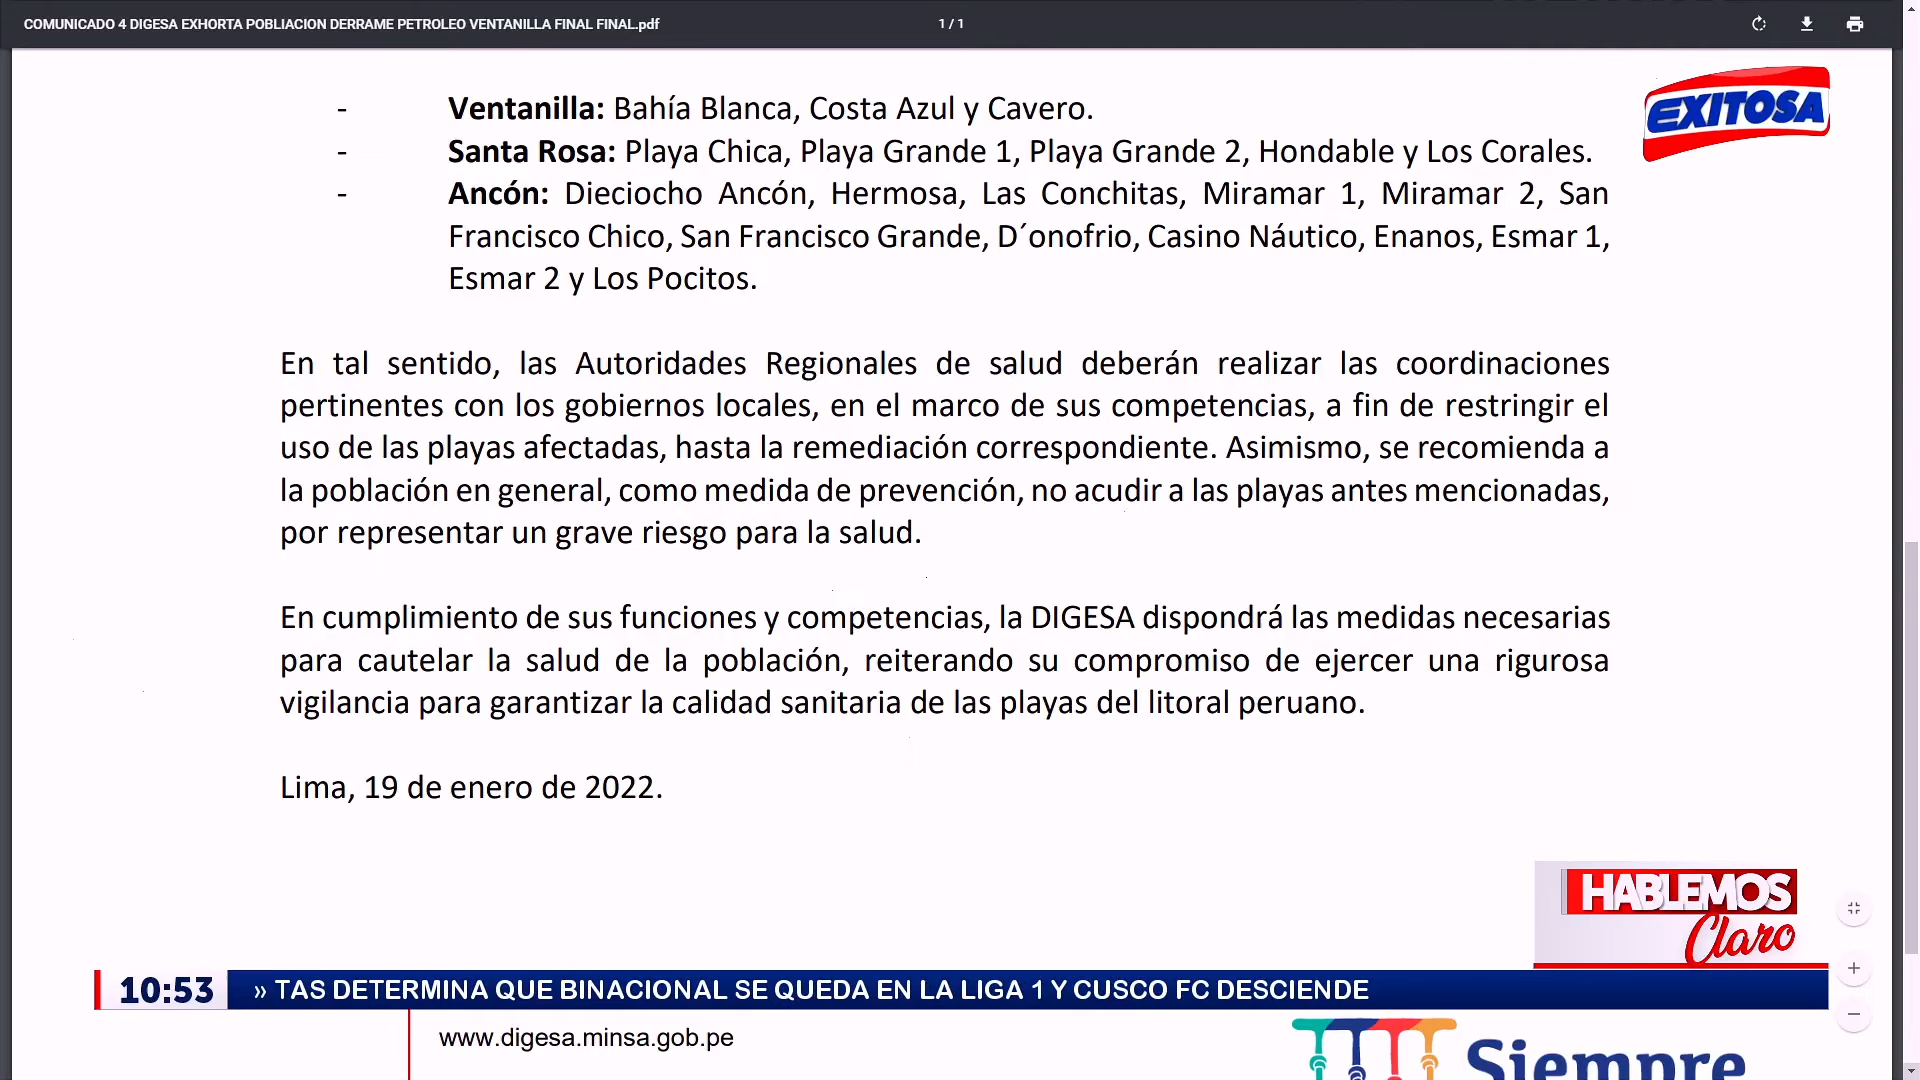 COMUNICADO 4 DIGESA EXHORTA POBLIACION DERRAME PETROLEO VENTANILLA FINAL FINAL.pdf
1 / 1
EXITOSA
- Ventanilla: Bahía Blanca, Costa Azul y Cavero.
- Santa Rosa: Playa Chica, Playa Grande 1, Playa Grande 2, Hondable y Los Corales.
- Ancón: Dieciocho Ancón, Hermosa, Las Conchitas, Miramar 1, Miramar 2, San
Francisco Chico, San Francisco Grande, D´onofrio, Casino Náutico, Enanos, Esmar 1,
Esmar 2 y Los Pocitos.
En tal sentido, las Autoridades Regionales de salud deberán realizar las coordinaciones
pertinentes con los gobiernos locales, en el marco de sus competencias, a fin de restringir el
uso de las playas afectadas, hasta la remediación correspondiente. Asimismo, se recomienda a
la población en general, como medida de prevención, no acudir a las playas antes mencionadas,
por representar un grave riesgo para la salud.
En cumplimiento de sus funciones y competencias, la DIGESA dispondrá las medidas necesarias
para cautelar la salud de la población, reiterando su compromiso de ejercer una rigurosa
vigilancia para garantizar la calidad sanitaria de las playas del litoral peruano.
Lima, 19 de enero de 2022.
HABLEMOS
Claro
10:53 » TAS DETERMINA QUE BINACIONAL SE QUEDA EN LA LIGA 1 Y CUSCO FC DESCIENDE
www.digesa.minsa.gob.pe
Siempre